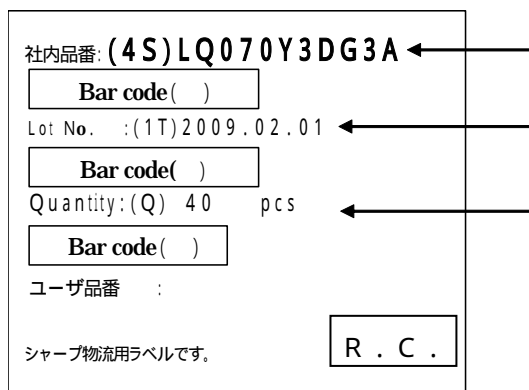 社内品番:(4S)LQ070Y3DG3A
Bar code( )
Lot No. :(1T)2009.02.01
Bar code( )
Quantity:(Q) 40 pcs
Bar code( )
ユーザ品番 :
シャープ物流用ラベルです。
R.C.